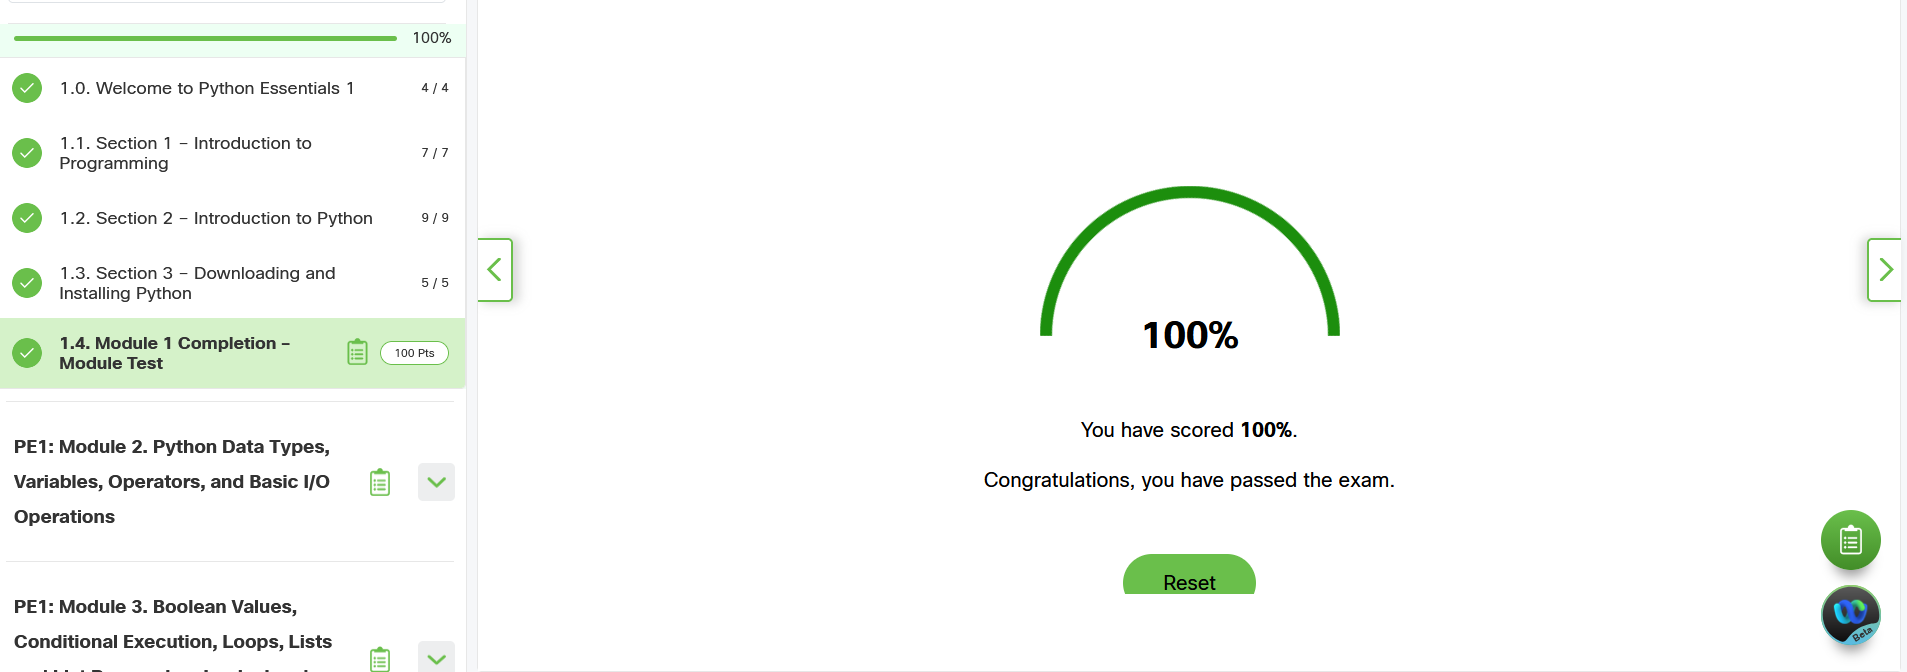 100%
1.0. Welcome to Python Essentials 1
4 / 4
1.1. Section 1 – Introduction to
Programming
7 / 7
1.2. Section 2 – Introduction to Python
9 / 9
1.3. Section 3 – Downloading and
Installing Python
5 / 5
1.4. Module 1 Completion –
Module Test
100 Pts
PE1: Module 2. Python Data Types,
Variables, Operators, and Basic I/O
Operations
PE1: Module 3. Boolean Values,
Conditional Execution, Loops, Lists
100%
You have scored 100%.
Congratulations, you have passed the exam.
Reset
Beta